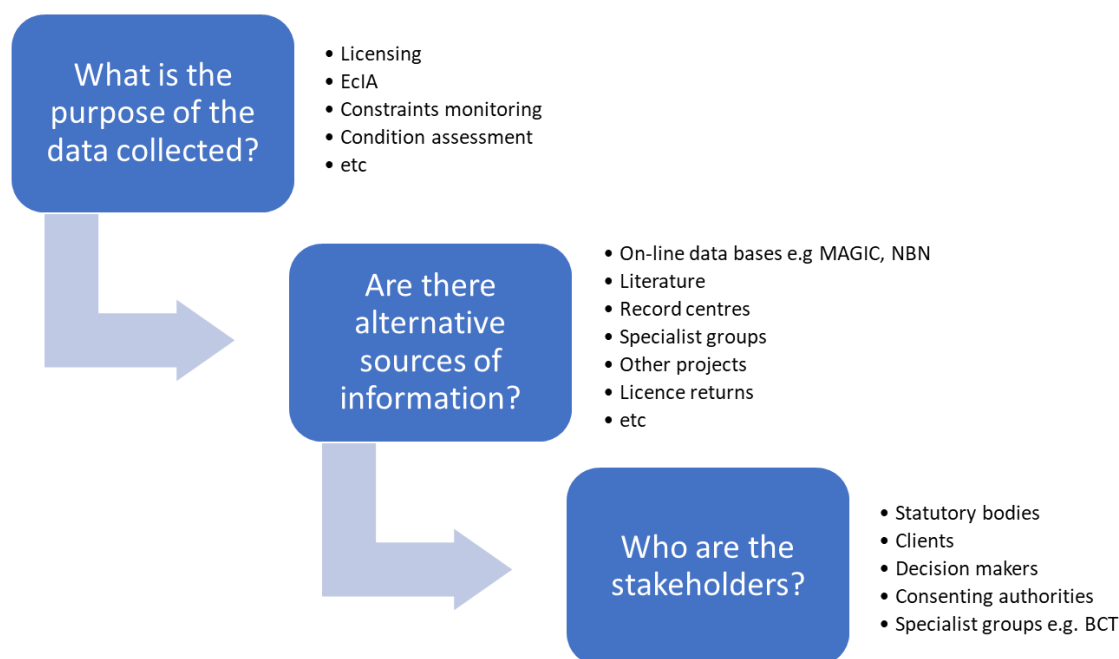 What is the
purpose of the
data collected?
• Licensing
• EcIA
• Constraints monitoring
• Condition assessment
• etc
Are there
alternative
sources of
information?
• On-line data bases e.g MAGIC, NBN
• Literature
• Record centres
• Specialist groups
• Other projects
• Licence returns
• etc
Who are the
stakeholders?
• Statutory bodies
• Clients
• Decision makers
• Consenting authorities
• Specialist groups e.g. BCT